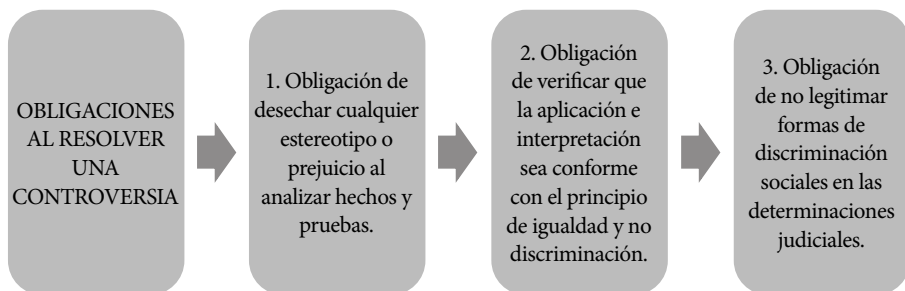 OBLIGACIONES
AL RESOLVER
UNA
CONTROVERSIA
1. Obligación de
desechar cualquier
estereotipo o
prejuicio al
analizar hechos y
pruebas.
2. Obligación
de verificar que
la aplicación e
interpretación
sea conforme
con el principio
de igualdad y no
discriminación.
3. Obligación
de no legitimar
formas de
discriminación
sociales en las
determinaciones
judiciales.